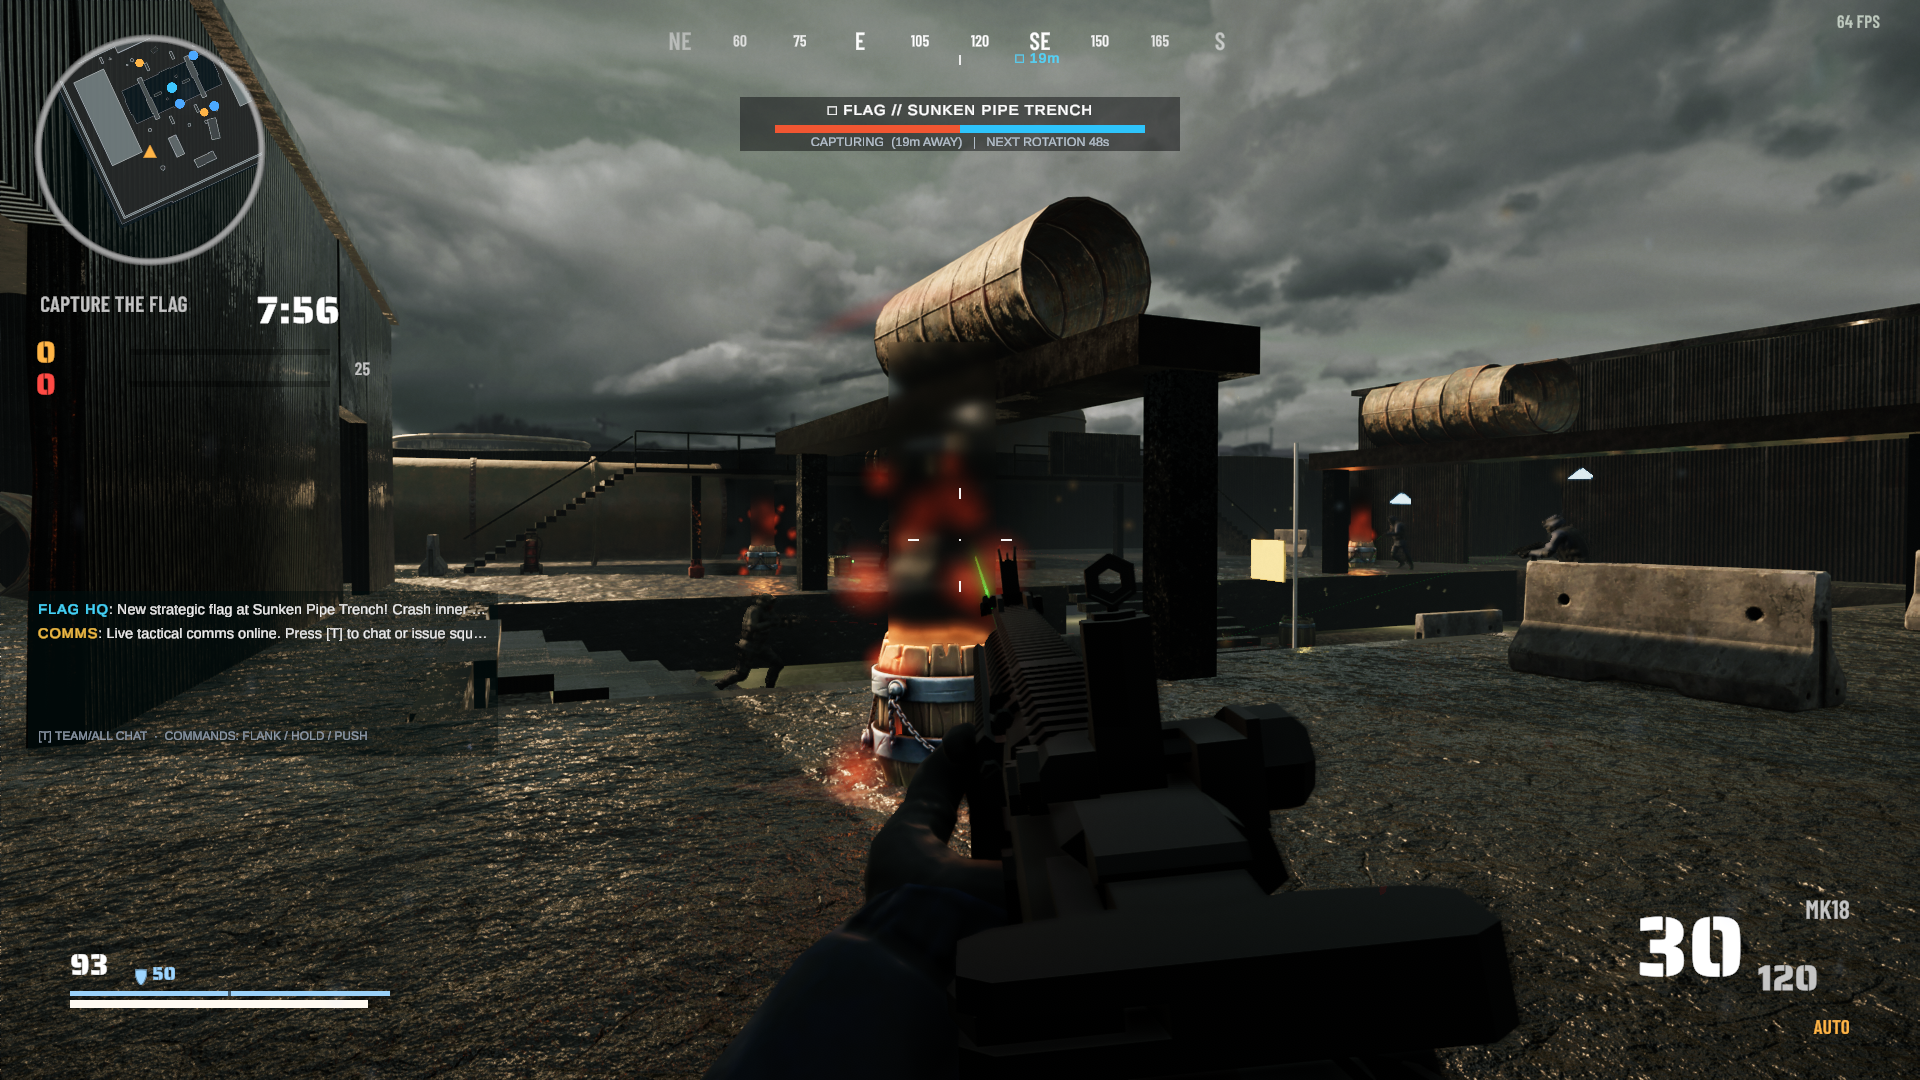 64 FPS
NE 60 75 E 105 120 SE 150 165 S
19m
FLAG // SUNKEN PIPE TRENCH
CAPTURING (19m AWAY) | NEXT ROTATION 48s
CAPTURE THE FLAG 7:56
0
25
0
FLAG HQ: New strategic flag at Sunken Pipe Trench! Crash inner ...
COMMS: Live tactical comms online. Press [T] to chat or issue squ...
[T] TEAM/ALL CHAT · COMMANDS: FLANK / HOLD / PUSH
93 50
MK18
30 120
AUTO